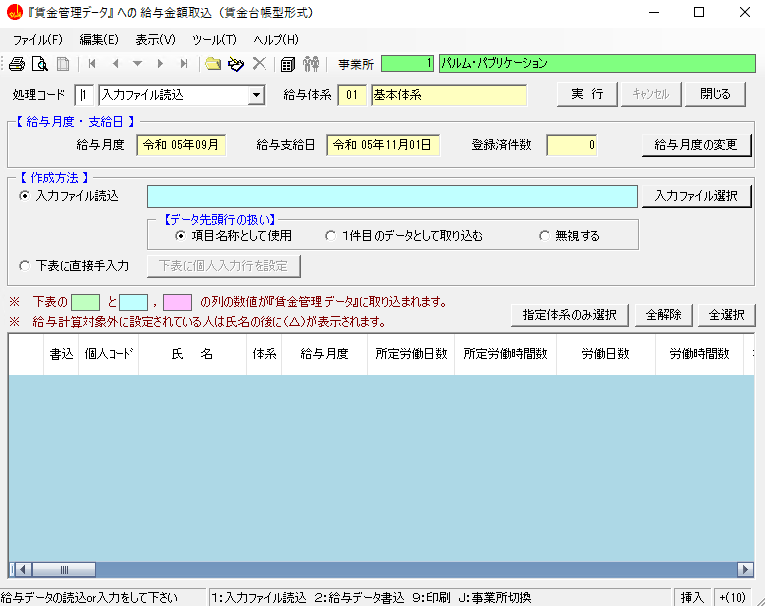 『賃金管理データ』への 給与金額取込（賃金台帳型形式）
ファイル(F) 編集(E) 表示(V) ツール(T) ヘルプ(H)
事業所 1 パルム・パブリケーション
処理コード 1 入力ファイル読込 給与体系 01 基本体系 実 行 キャンセル 閉じる
【 給与月度 ・ 支給日 】
給与月度 令和 05年09月 給与支給日 令和 05年11月01日 登録済件数 0 給与月度の変更
【 作成方法 】
入力ファイル読込 入力ファイル選択
【データ先頭行の扱い】
項目名称として使用 1件目のデータとして取り込む 無視する
下表に直接手入力 下表に個人入力行を設定
※ 下表の と , の列の数値が『賃金管理データ』に取り込まれます。
※ 給与計算対象外に設定されている人は氏名の後に(△)が表示されます。
指定体系のみ選択 全解除 全選択
書込 個人コード 氏 名 体系 給与月度 所定労働日数 所定労働時間数 労働日数 労働時間数
給与データの読込or入力をして下さい 1:入力ファイル読込 2:給与データ書込 9:印刷 J:事業所切換 挿入 +(10)